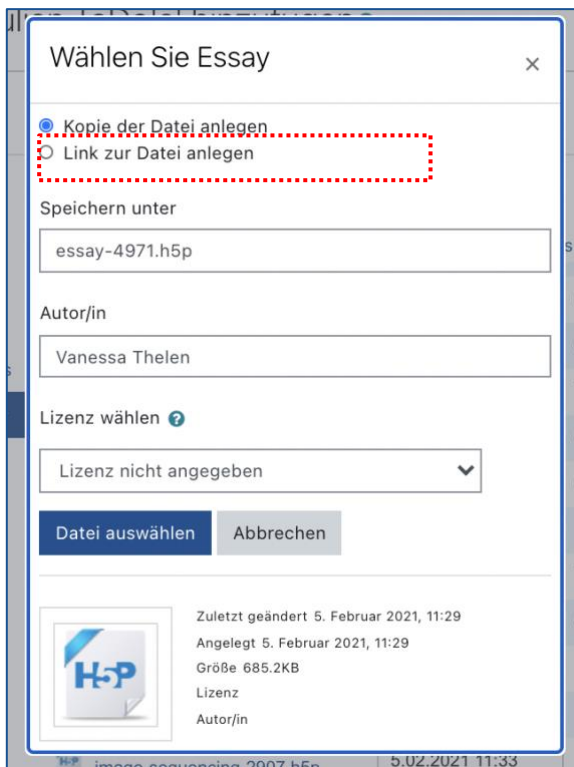 Wählen Sie Essay ×
Kopie der Datei anlegen
Link zur Datei anlegen
Speichern unter
essay-4971.h5p
Autor/in
Vanessa Thelen
Lizenz wählen ?
Lizenz nicht angegeben
Datei auswählen Abbrechen
H5P
Zuletzt geändert 5. Februar 2021, 11:29
Angelegt 5. Februar 2021, 11:29
Größe 685.2KB
Lizenz
Autor/in
5.02.2021 11:33